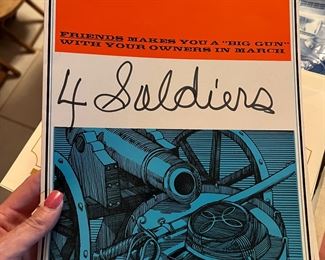 FRIENDS MAKES YOU A "BIG GUN"
WITH YOUR OWNERS IN MARCH
4 Soldiers